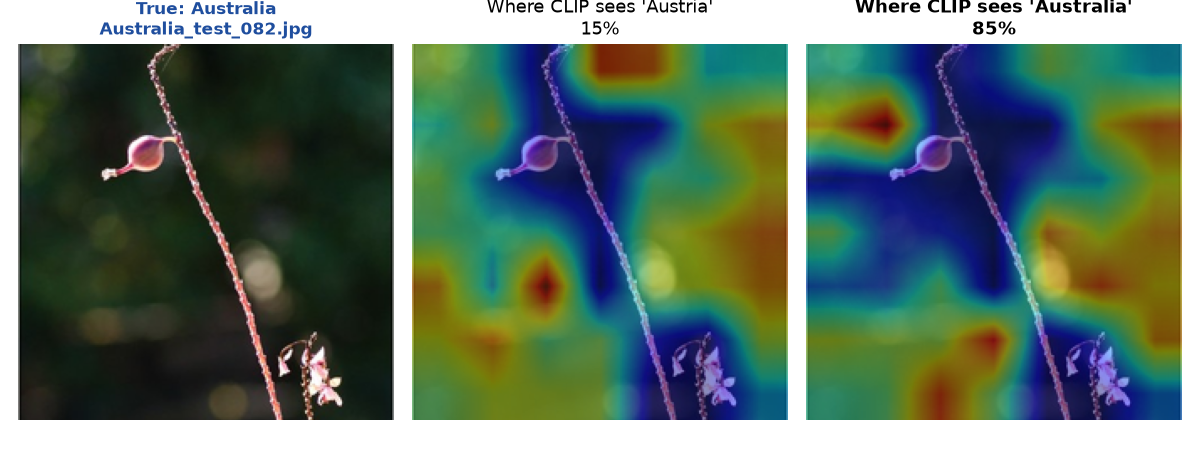 True: Australia
Australia_test_082.jpg
Where CLIP sees 'Austria'
15%
Where CLIP sees 'Australia'
85%